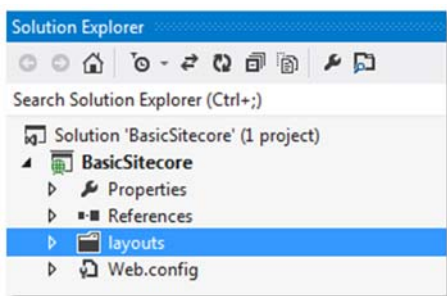 Solution Explorer
Search Solution Explorer (Ctrl+;)
Solution 'BasicSitecore' (1 project)
BasicSitecore
Properties
References
layouts
Web.config